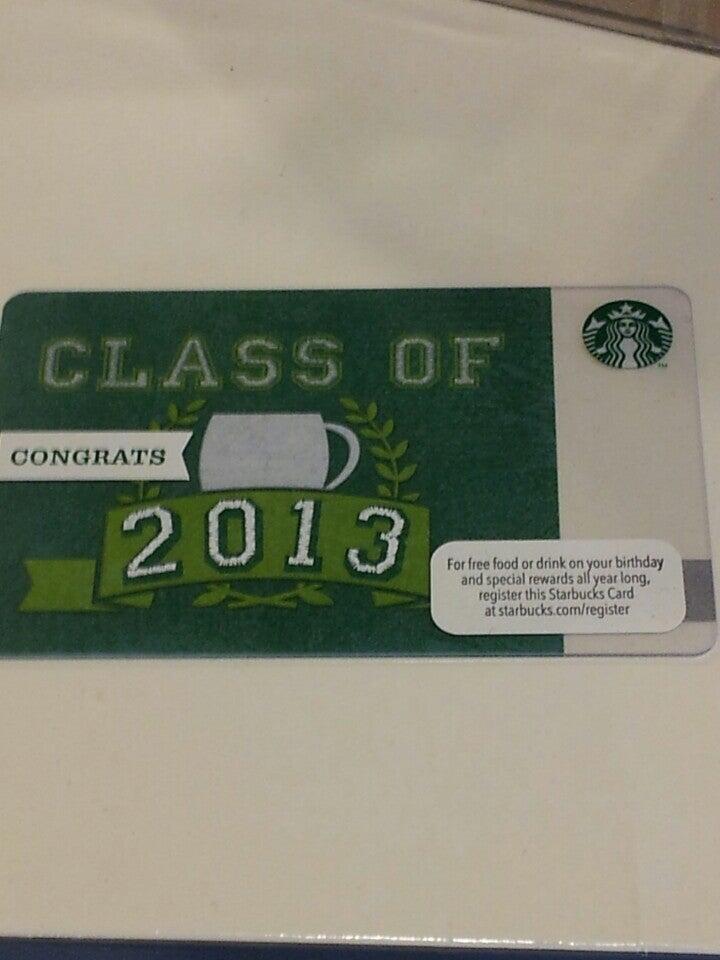 CLASS OF
CONGRATS
2013
For free food or drink on your birthday
and special rewards all year long,
register this Starbucks Card
at starbucks.com/register
TM